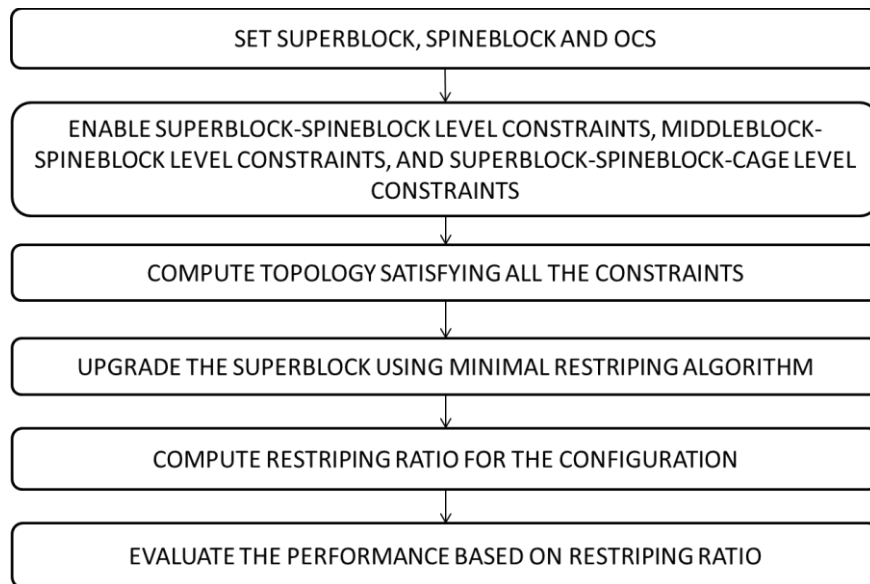 SET SUPERBLOCK, SPINEBLOCK AND OCS
ENABLE SUPERBLOCK-SPINEBLOCK LEVEL CONSTRAINTS, MIDDLEBLOCK-
SPINEBLOCK LEVEL CONSTRAINTS, AND SUPERBLOCK-SPINEBLOCK-CAGE LEVEL
CONSTRAINTS
COMPUTE TOPOLOGY SATISFYING ALL THE CONSTRAINTS
UPGRADE THE SUPERBLOCK USING MINIMAL RESTRIPING ALGORITHM
COMPUTE RESTRIPING RATIO FOR THE CONFIGURATION
EVALUATE THE PERFORMANCE BASED ON RESTRIPING RATIO